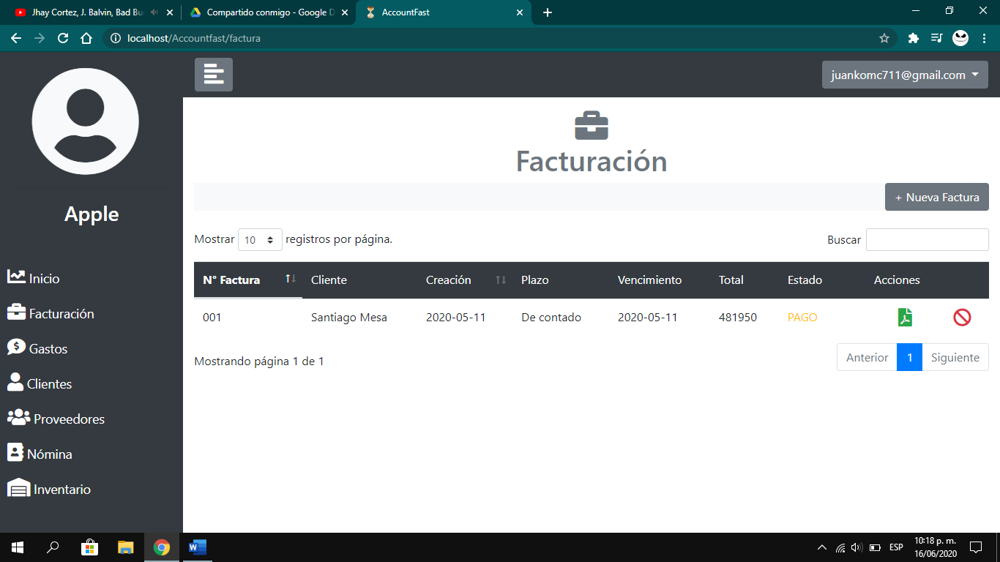 Jhay Cortez, J. Balvin, Bad Bu
Compartido conmigo - Google D
AccountFast
localhost/Accountfast/factura
juankomc711@gmail.com
Apple
Inicio
Facturación
Gastos
Clientes
Proveedores
Nómina
Inventario
Facturación
+ Nueva Factura
Mostrar 10 registros por página.
Buscar
N° Factura Cliente Creación Plazo Vencimiento Total Estado Acciones
001 Santiago Mesa 2020-05-11 De contado 2020-05-11 481950 PAGO
Mostrando página 1 de 1
Anterior 1 Siguiente
ESP
10:18 p. m.
16/06/2020